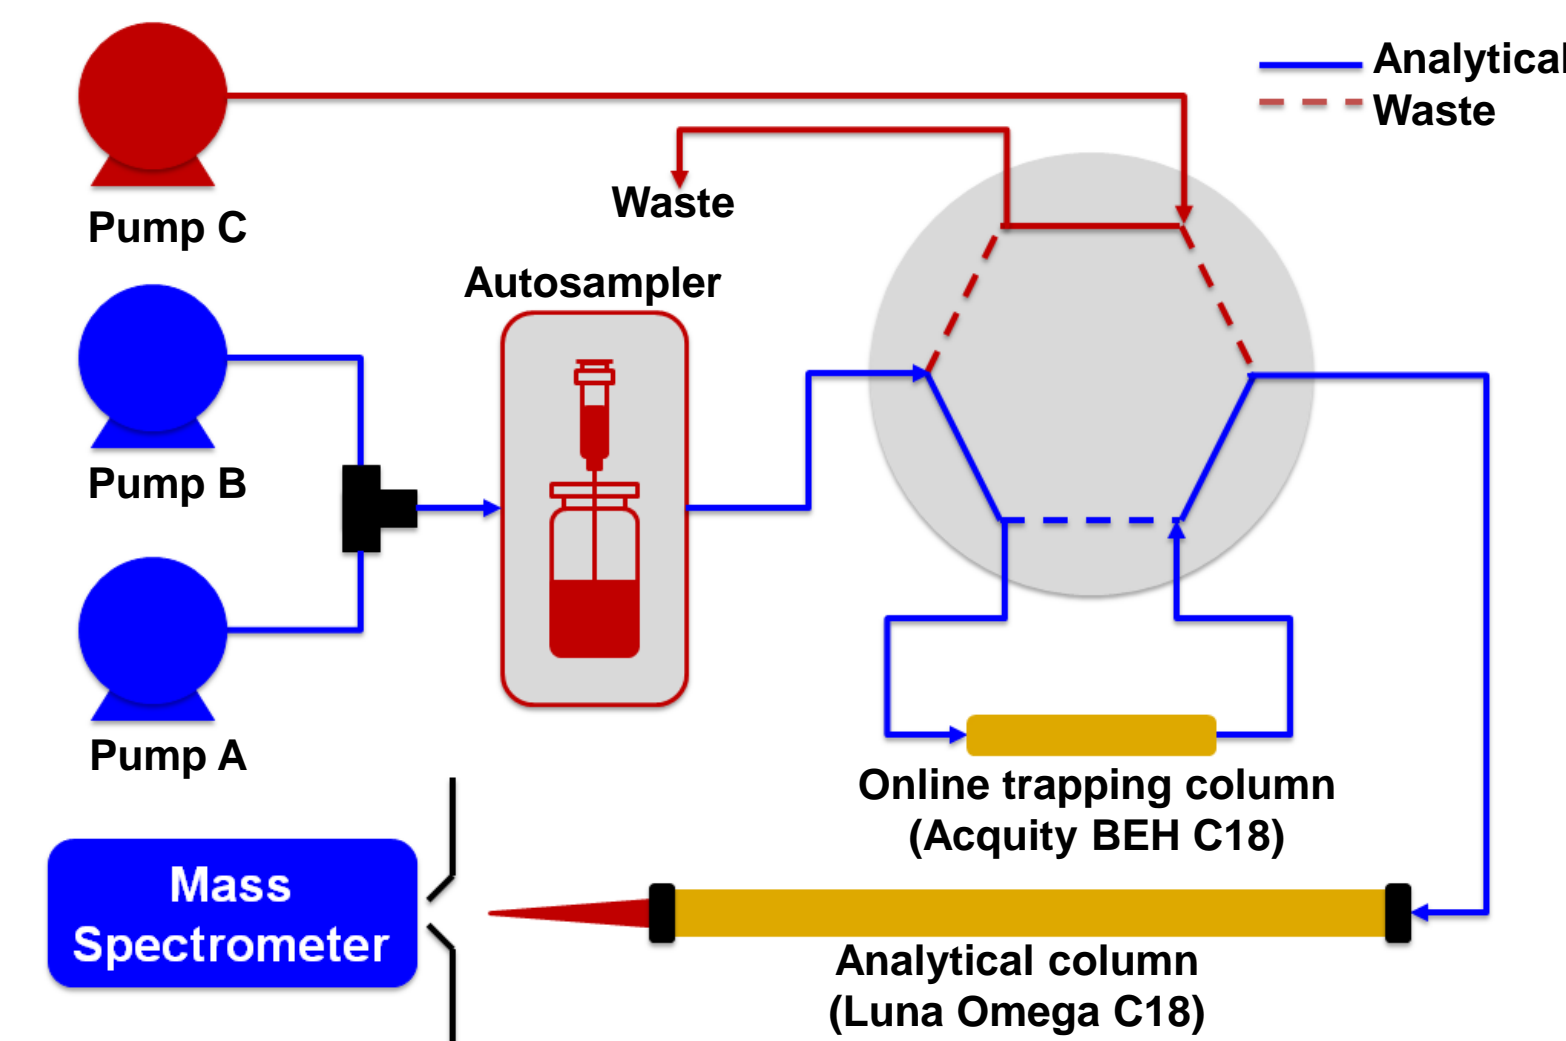 Analytical
Waste
Pump C
Waste
Autosampler
Pump B
Pump A
Online trapping column
(Acquity BEH C18)
Mass
Spectrometer
Analytical column
(Luna Omega C18)